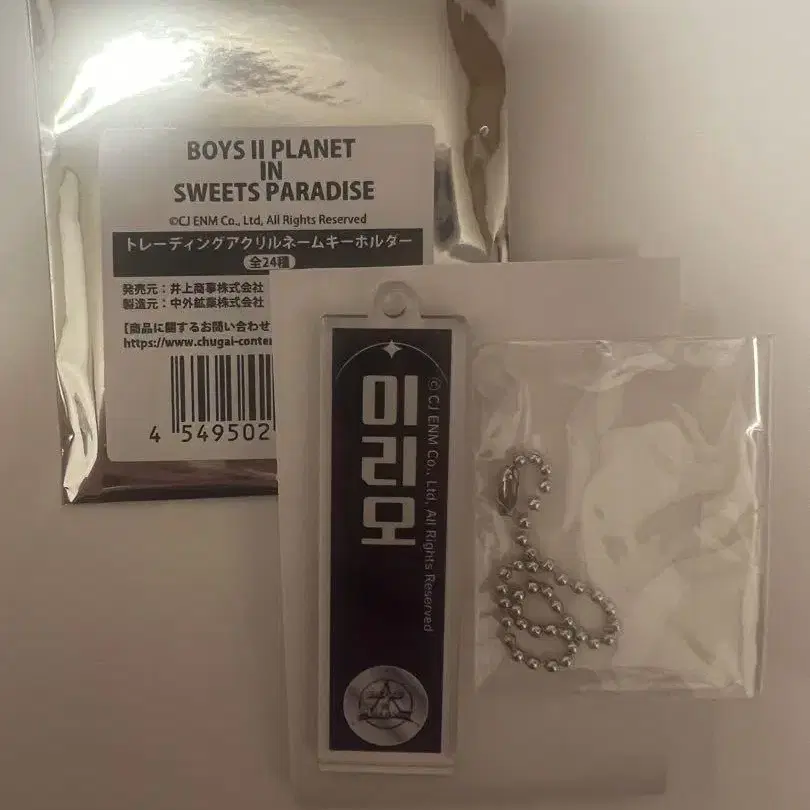 BOYS II PLANET
IN
SWEETS PARADISE
©CJ ENM Co., Ltd, All Rights Reserved
トレーディングアクリルネームキーホルダー
全24種
発売元：井上商事株式会社
製造元：中外鉱業株式会社
[商品に関するお問い合わせ
https://www.chugai-conten
4 549502
미리모
© CJ ENM Co., Ltd, All Rights Reserved